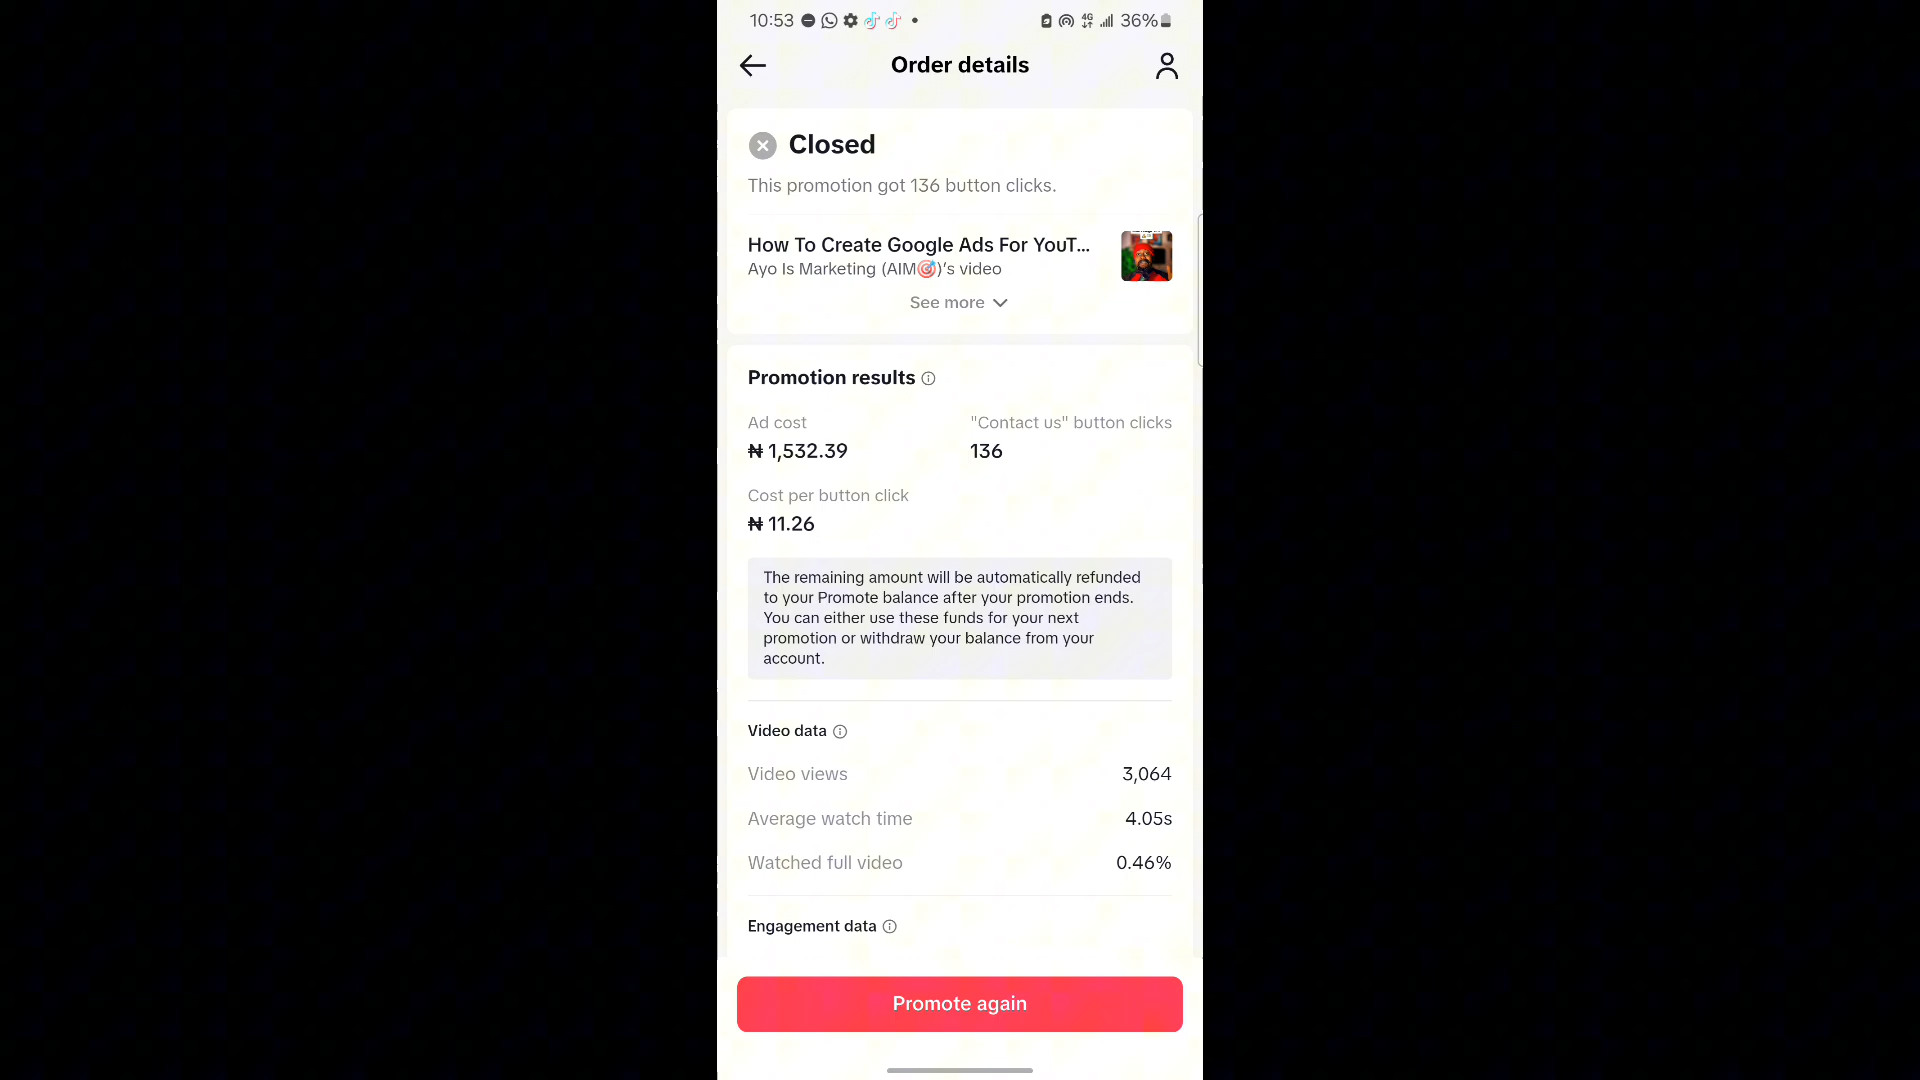 10:53 4G 36%
Order details
Closed
This promotion got 136 button clicks.
How To Create Google Ads For YouT...
Ayo Is Marketing (AIM🎯)'s video
See more
Promotion results
Ad cost
"Contact us" button clicks
₦ 1,532.39
136
Cost per button click
₦ 11.26
The remaining amount will be automatically refunded
to your Promote balance after your promotion ends.
You can either use these funds for your next
promotion or withdraw your balance from your
account.
Video data
Video views 3,064
Average watch time 4.05s
Watched full video 0.46%
Engagement data
Promote again